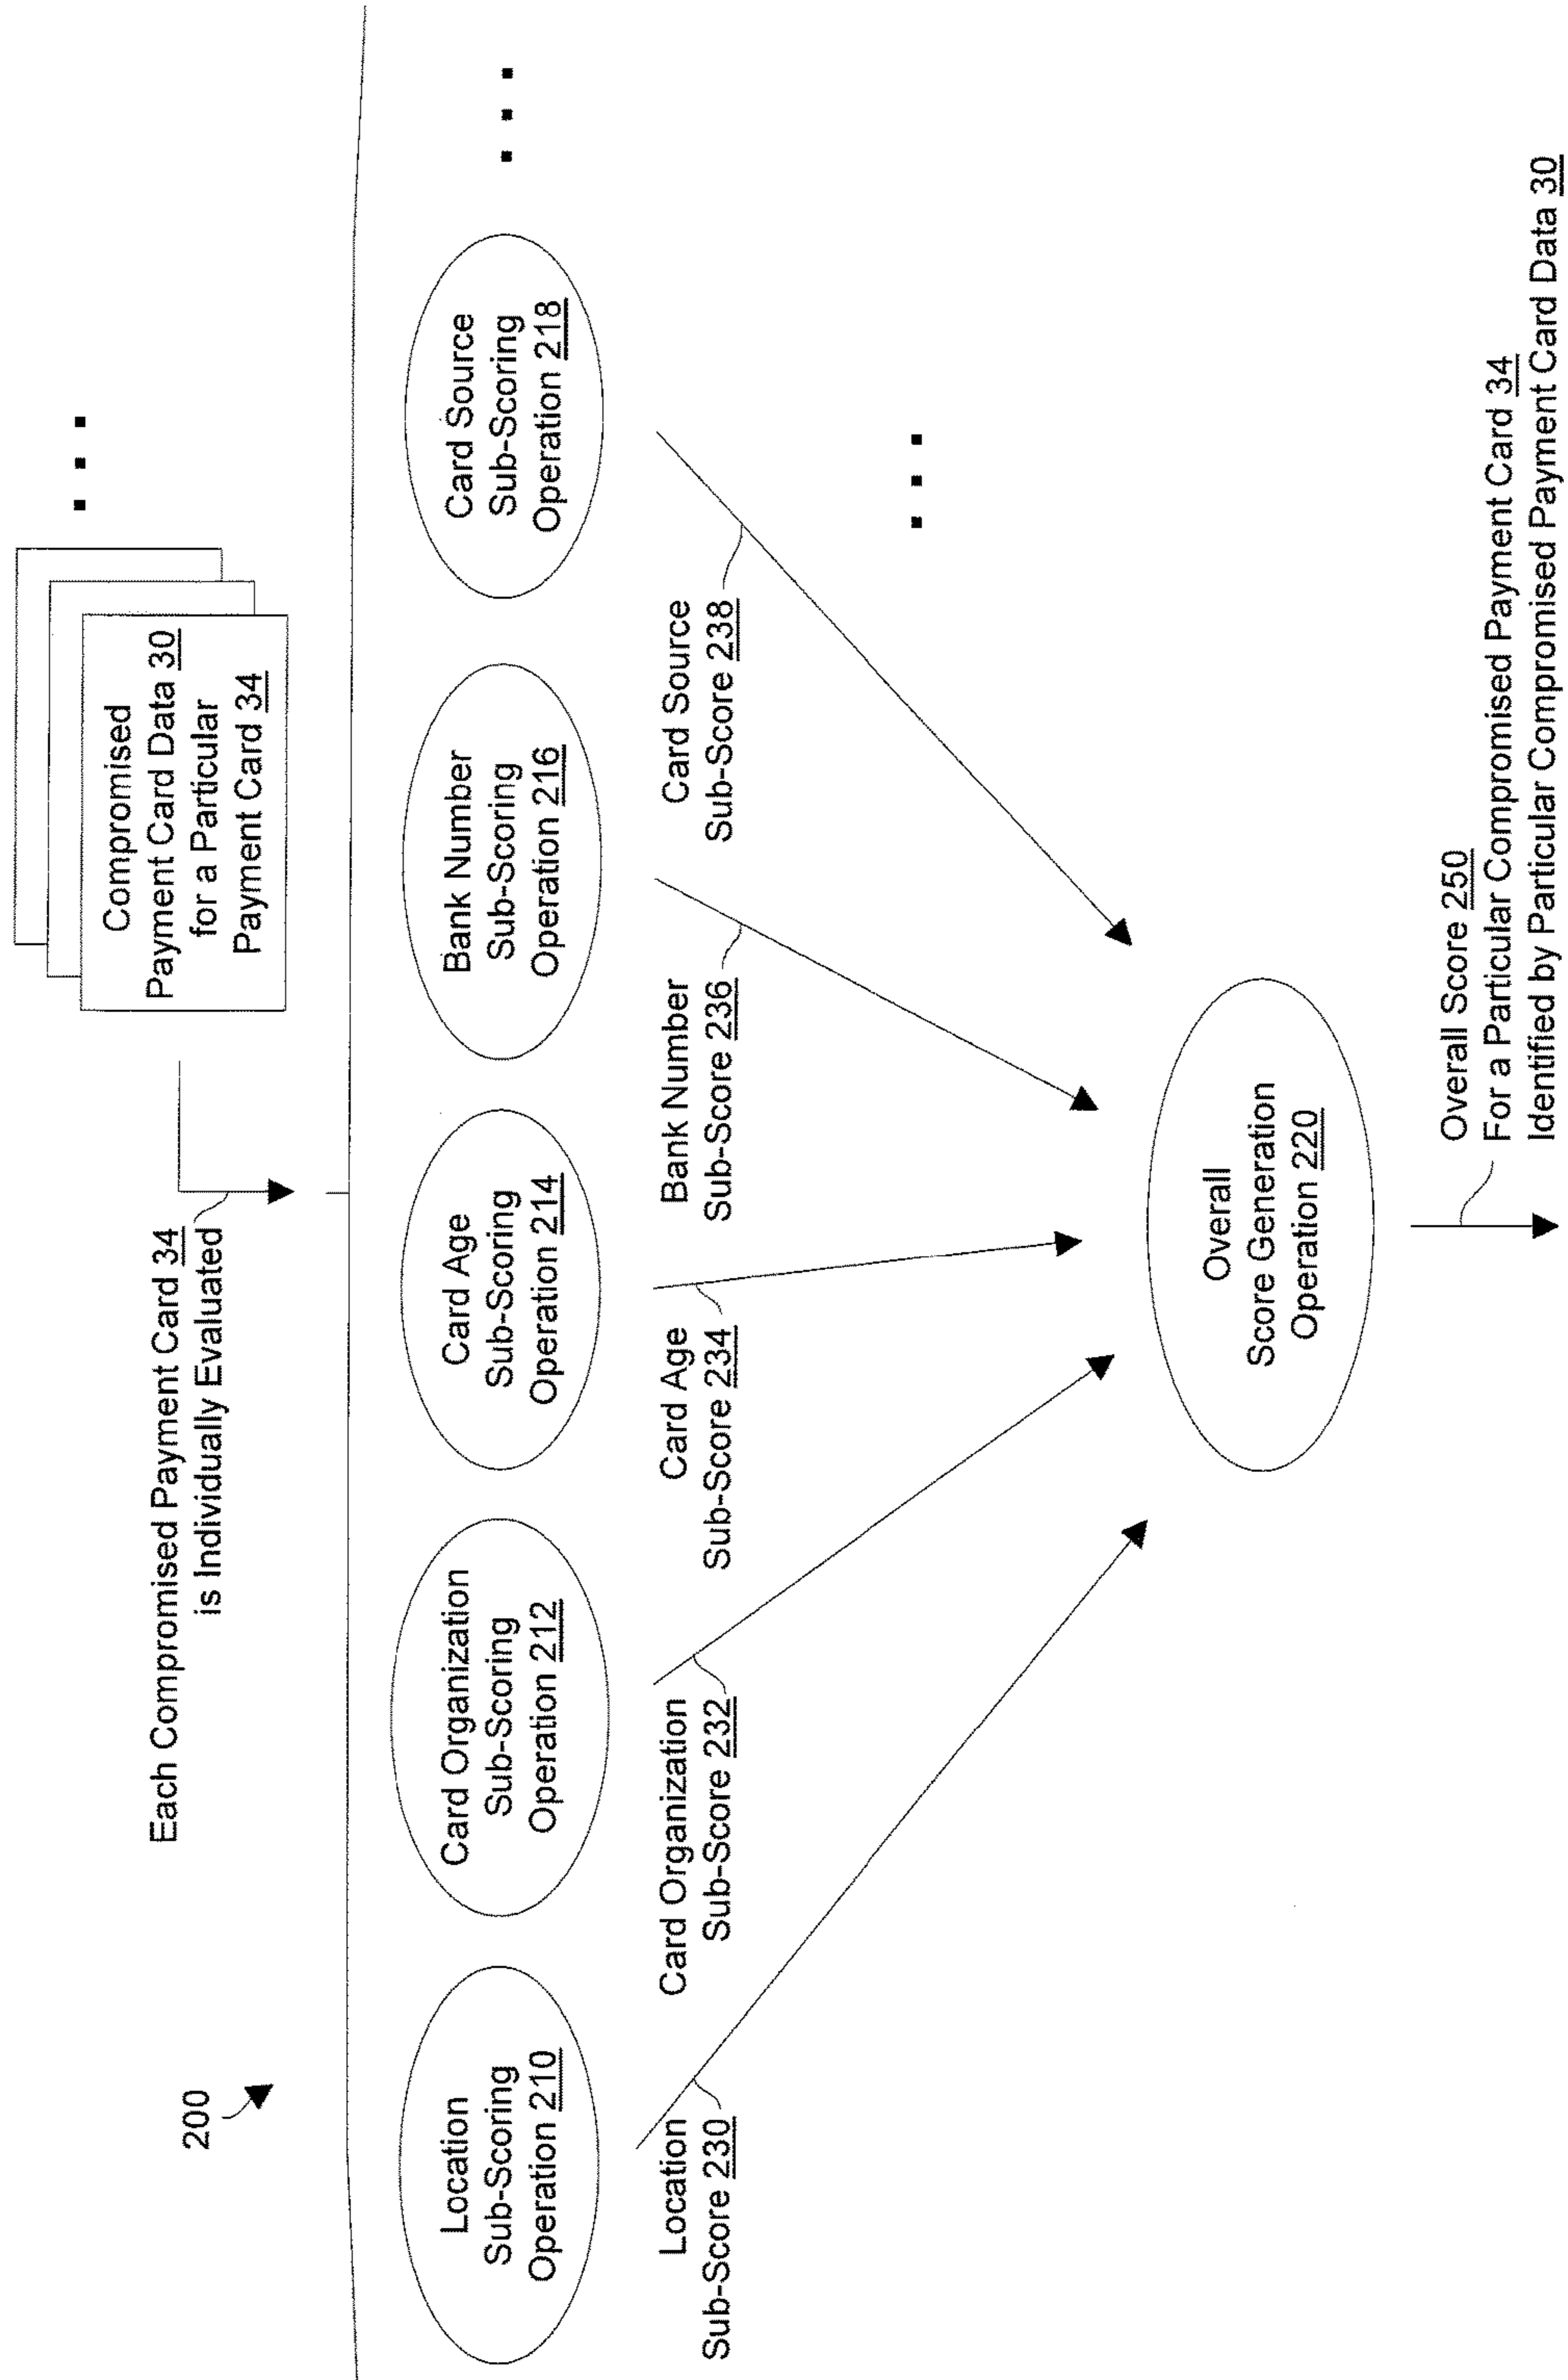 200
Each Compromised Payment Card 34
is Individually Evaluated
Compromised
Payment Card Data 30
for a Particular
Payment Card 34
Location
Sub-Scoring
Operation 210
Card Organization
Sub-Scoring
Operation 212
Card Age
Sub-Scoring
Operation 214
Bank Number
Sub-Scoring
Operation 216
Card Source
Sub-Scoring
Operation 218
Location
Sub-Score 230
Card Organization
Sub-Score 232
Card Age
Sub-Score 234
Bank Number
Sub-Score 236
Card Source
Sub-Score 238
Overall
Score Generation
Operation 220
Overall Score 250
For a Particular Compromised Payment Card 34
Identified by Particular Compromised Payment Card Data 30